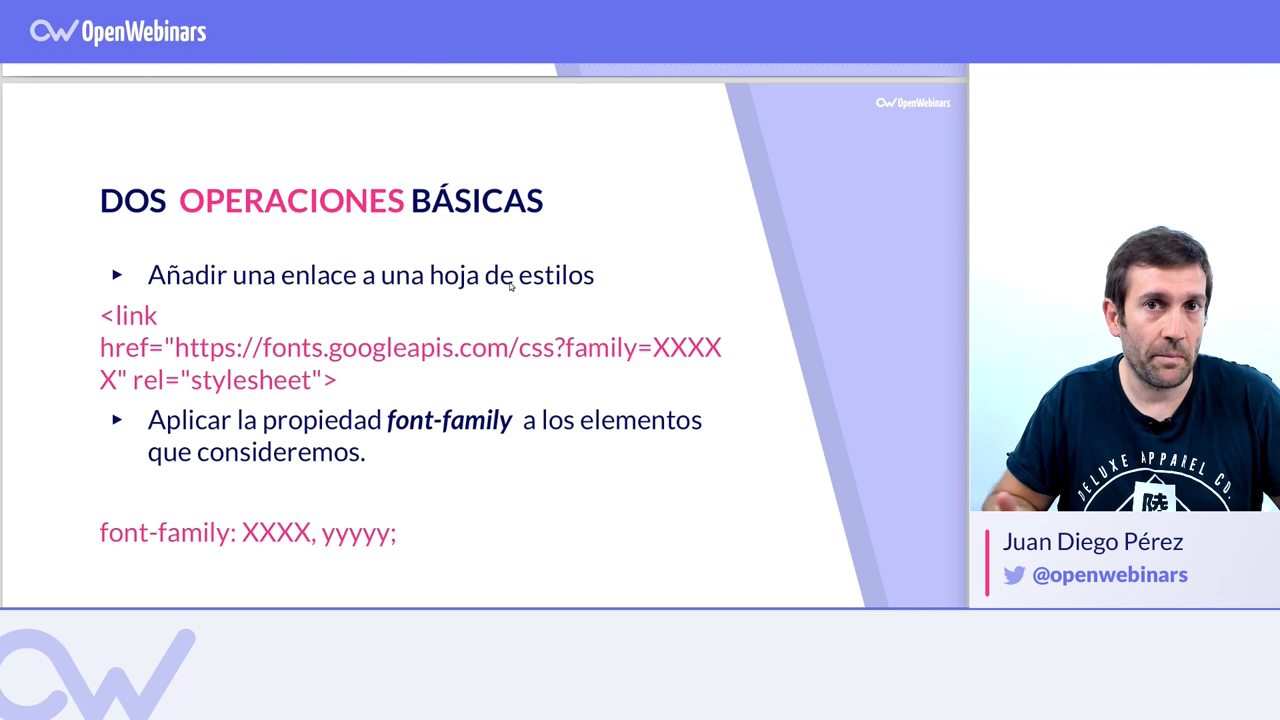 OpenWebinars
OpenWebinars
DOS OPERACIONES BÁSICAS
Añadir una enlace a una hoja de estilos
<link
href="https://fonts.googleapis.com/css?family=XXXX
X" rel="stylesheet">
Aplicar la propiedad font-family a los elementos
que consideremos.
font-family: XXXX, yyyyy;
DELUXE APPAREL CO.
陸
Juan Diego Pérez
@openwebinars